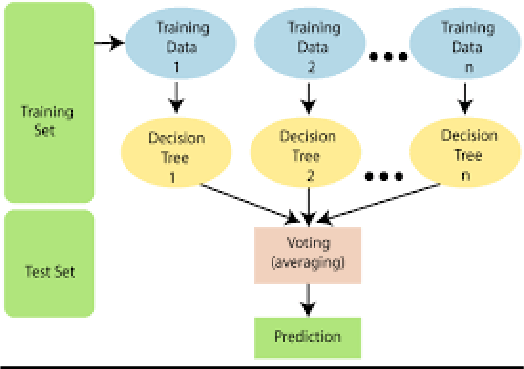 Training
Set
Test Set
Training
Data
1
Training
Data
2
Training
Data
n
Decision
Tree
1
Decision
Tree
2
Decision
Tree
n
Voting
(averaging)
Prediction